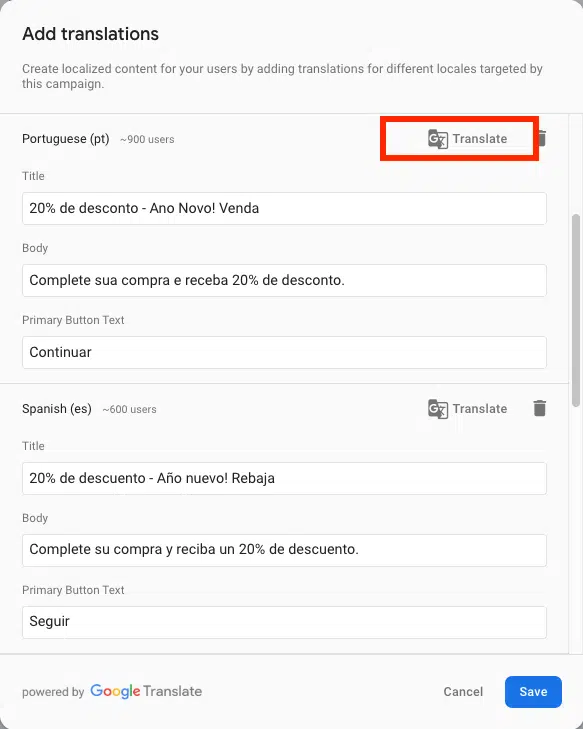 Add translations
Create localized content for your users by adding translations for different locales targeted by
this campaign.
Portuguese (pt) ~900 users Translate
Title
20% de desconto - Ano Novo! Venda
Body
Complete sua compra e receba 20% de desconto.
Primary Button Text
Continuar
Spanish (es) ~600 users Translate
Title
20% de descuento - Año nuevo! Rebaja
Body
Complete su compra y reciba un 20% de descuento.
Primary Button Text
Seguir
powered by Google Translate Cancel Save